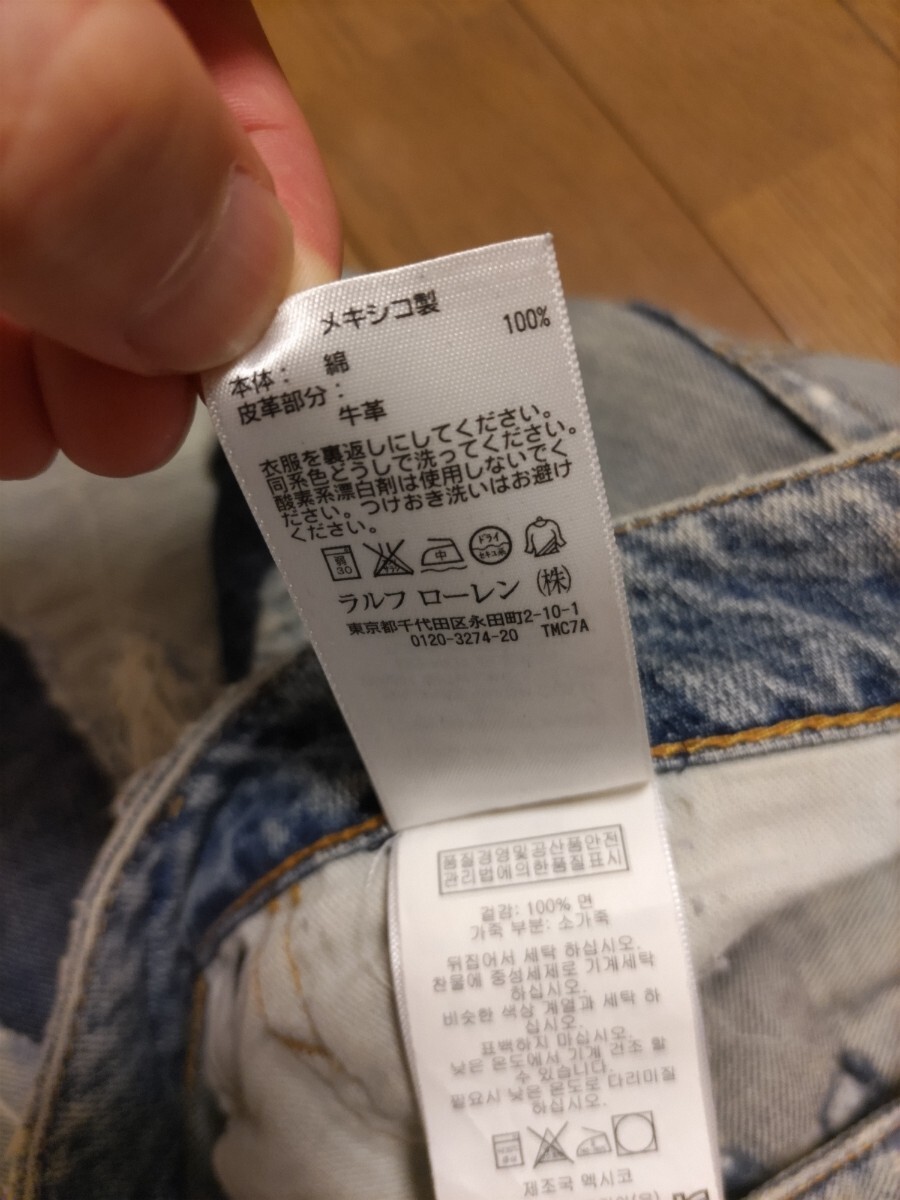 メキシコ製
本体： 綿 100%
皮革部分：
牛革
衣服を裏返しにしてください。
同系色どうしで洗ってください。
酸素系漂白剤は使用しないでく
ださい。つけおき洗いはお避け
ください。
弱 30 中 ドライ セキユ系
ラルフ ローレン （株）
東京都千代田区永田町2-10-1
0120-3274-20 TMC7A
품질경영및공산품안전
관리법에의한품질표시
겉감: 100% 면
가죽 부분: 소가죽
뒤집어서 세탁 하십시오.
찬물에 중성세제로 기계세탁
하십시오.
비슷한 색상 계열과 세탁 하
십시오.
표백하지 마십시오.
낮은 온도에서 기계 건조 할
수 있습니다.
필요시 낮은 온도로 다리미질
하십시오.
제조국 멕시코